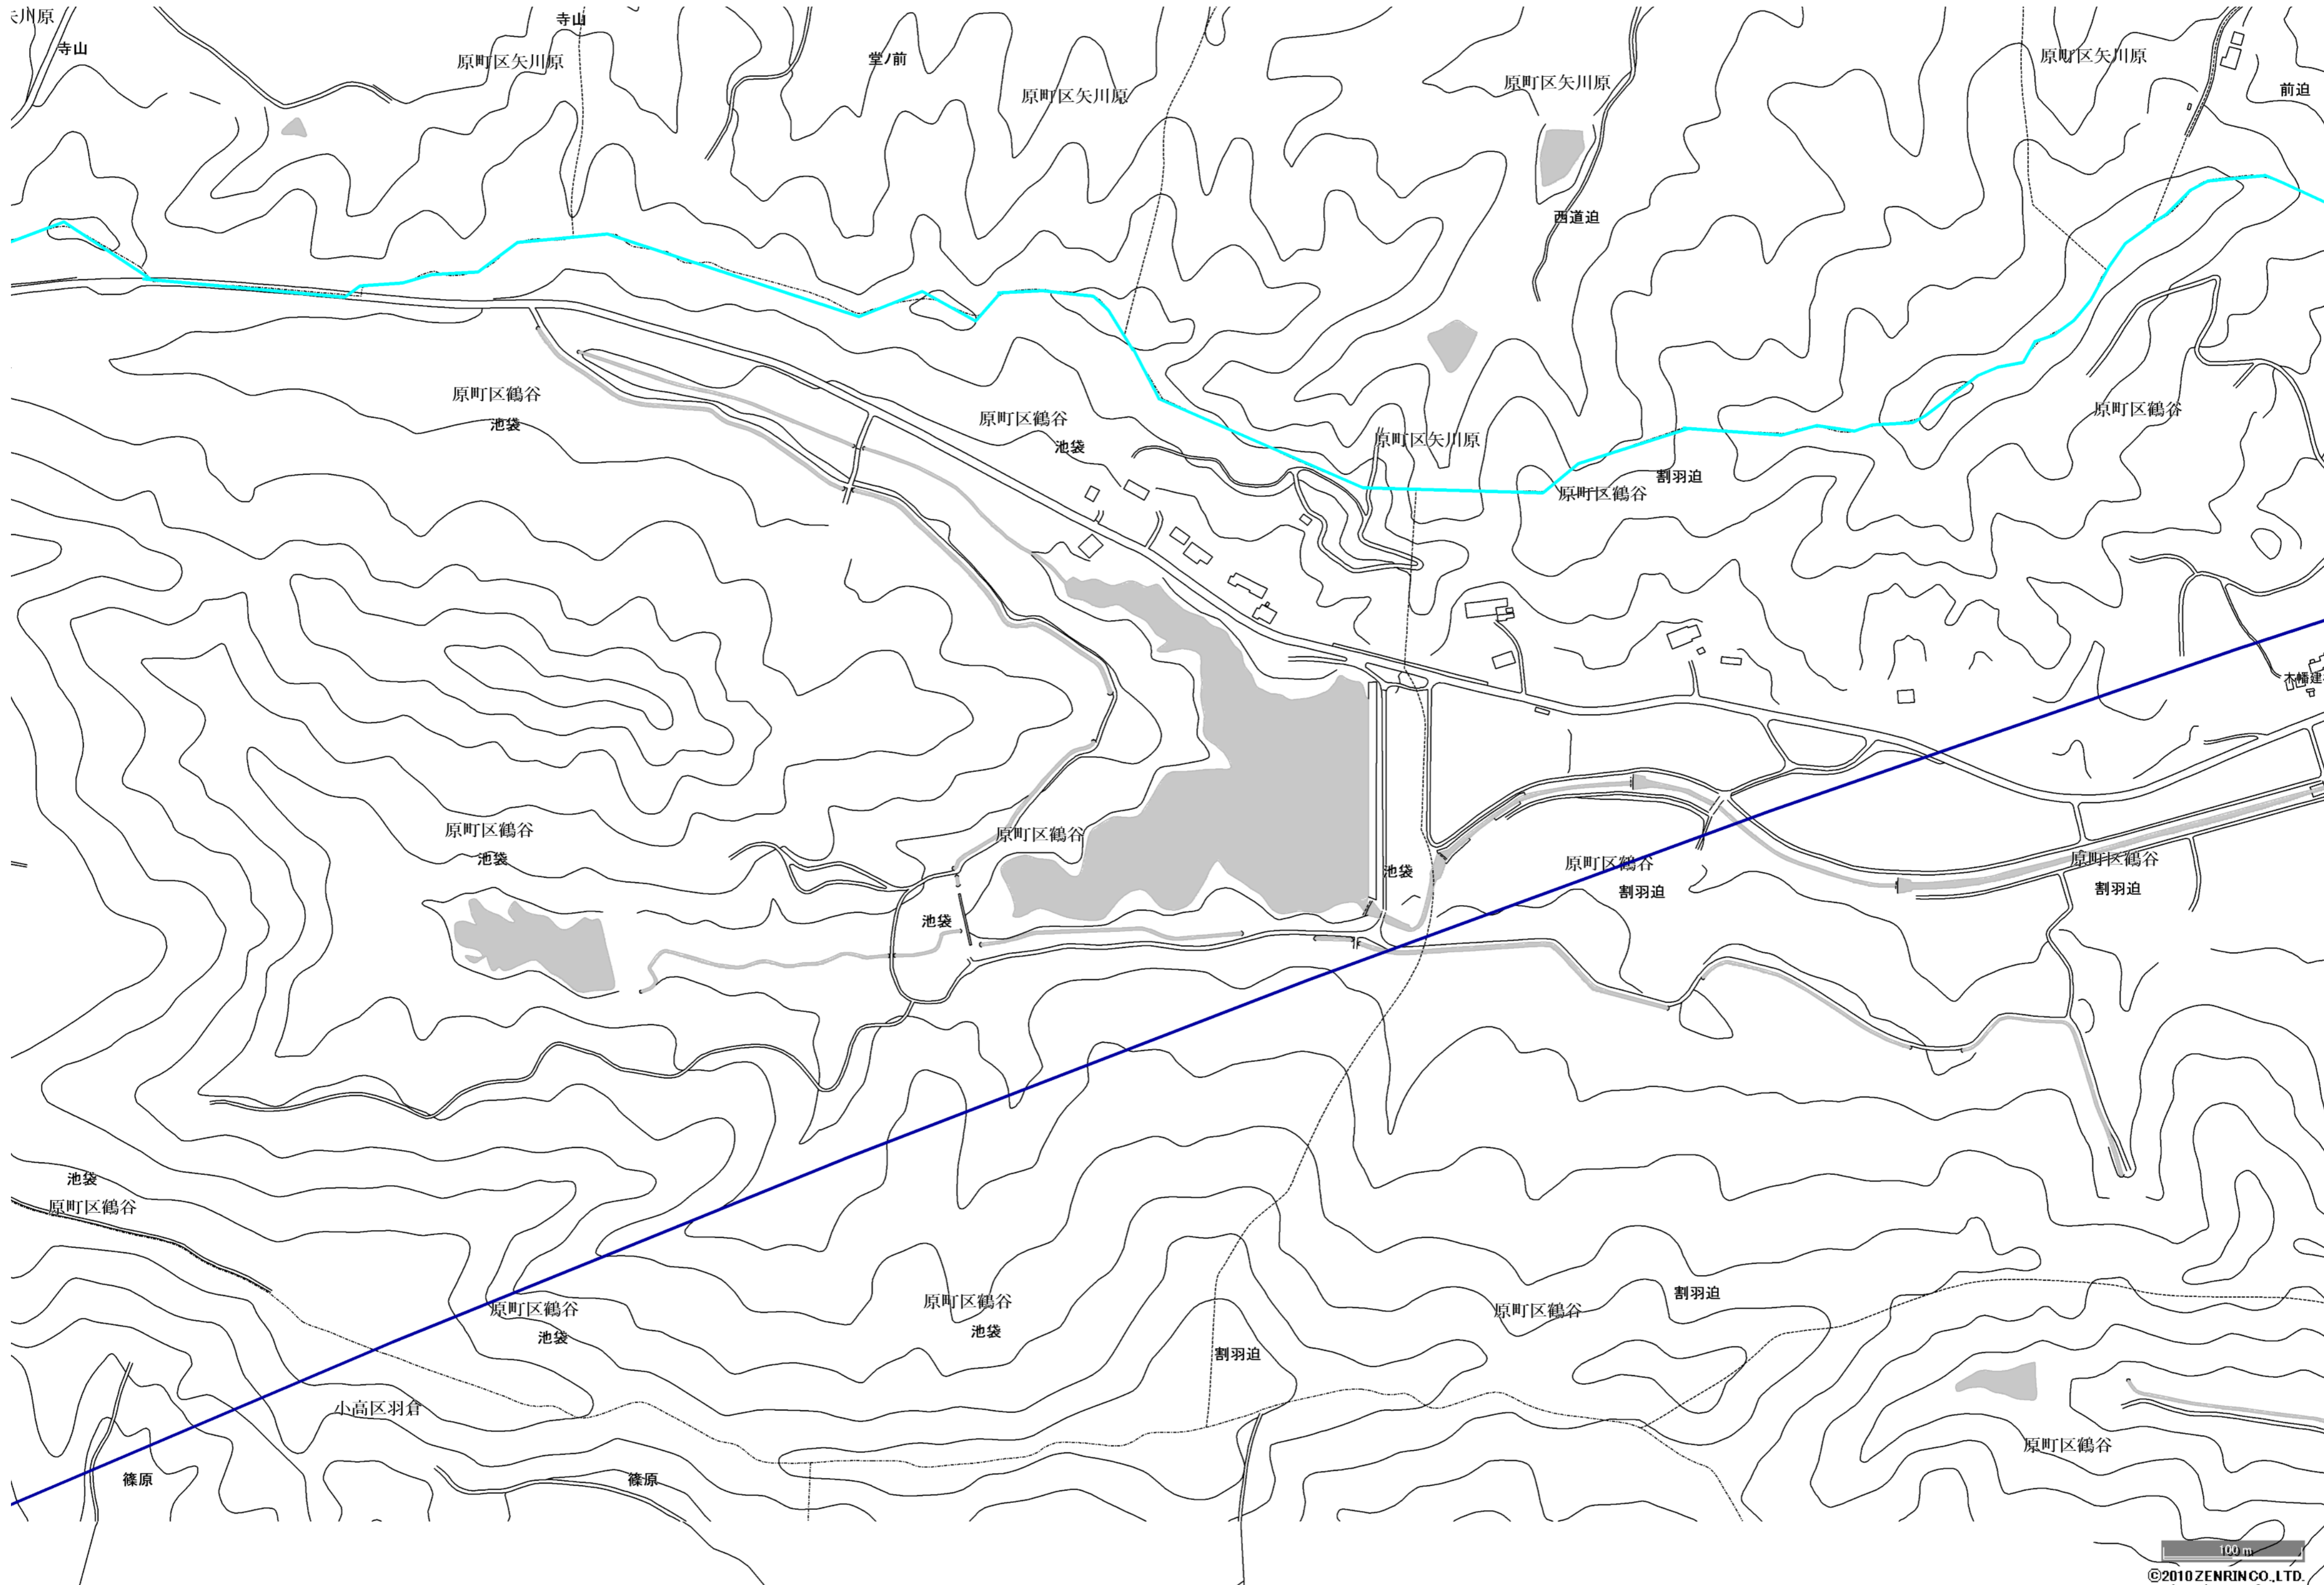 矢川原
寺山
寺山
原町区矢川原
堂ノ前
原町区矢川原
原町区矢川原
原町区矢川原
前迫
西道迫
原町区鶴谷
池袋
原町区鶴谷
池袋
原町区矢川原
原町区鶴谷
割羽迫
原町区鶴谷
木幡建
原町区鶴谷
池袋
原町区鶴谷
池袋
池袋
原町区鶴谷
割羽迫
原町区鶴谷
割羽迫
池袋
原町区鶴谷
原町区鶴谷
池袋
原町区鶴谷
池袋
割羽迫
原町区鶴谷
割羽迫
小高区羽倉
篠原
篠原
原町区鶴谷
100 m
©2010 ZENRIN CO., LTD.